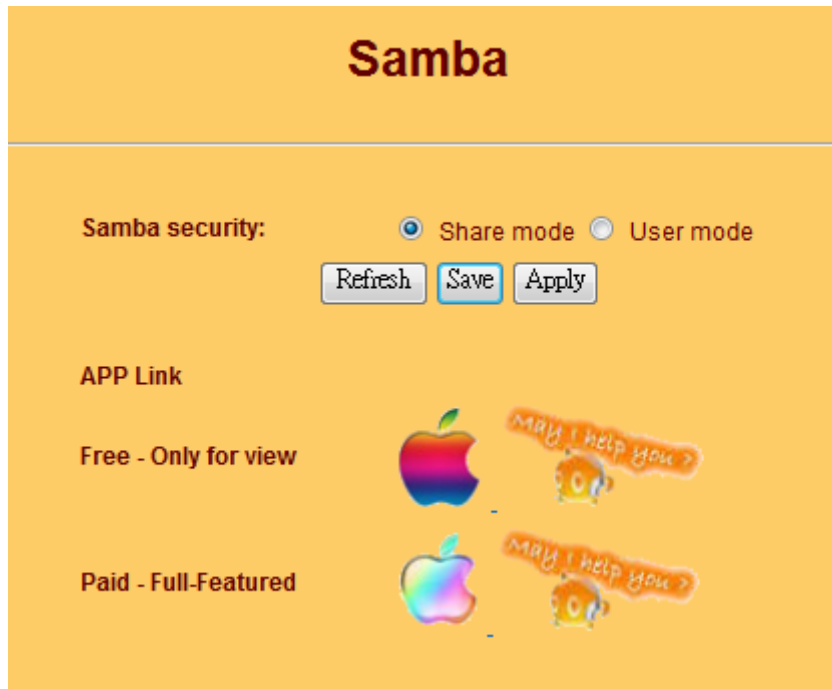 Samba
Samba security: Share mode User mode
Refresh Save Apply
APP Link
Free - Only for view
may I help you ?
Paid - Full-Featured
may I help you ?